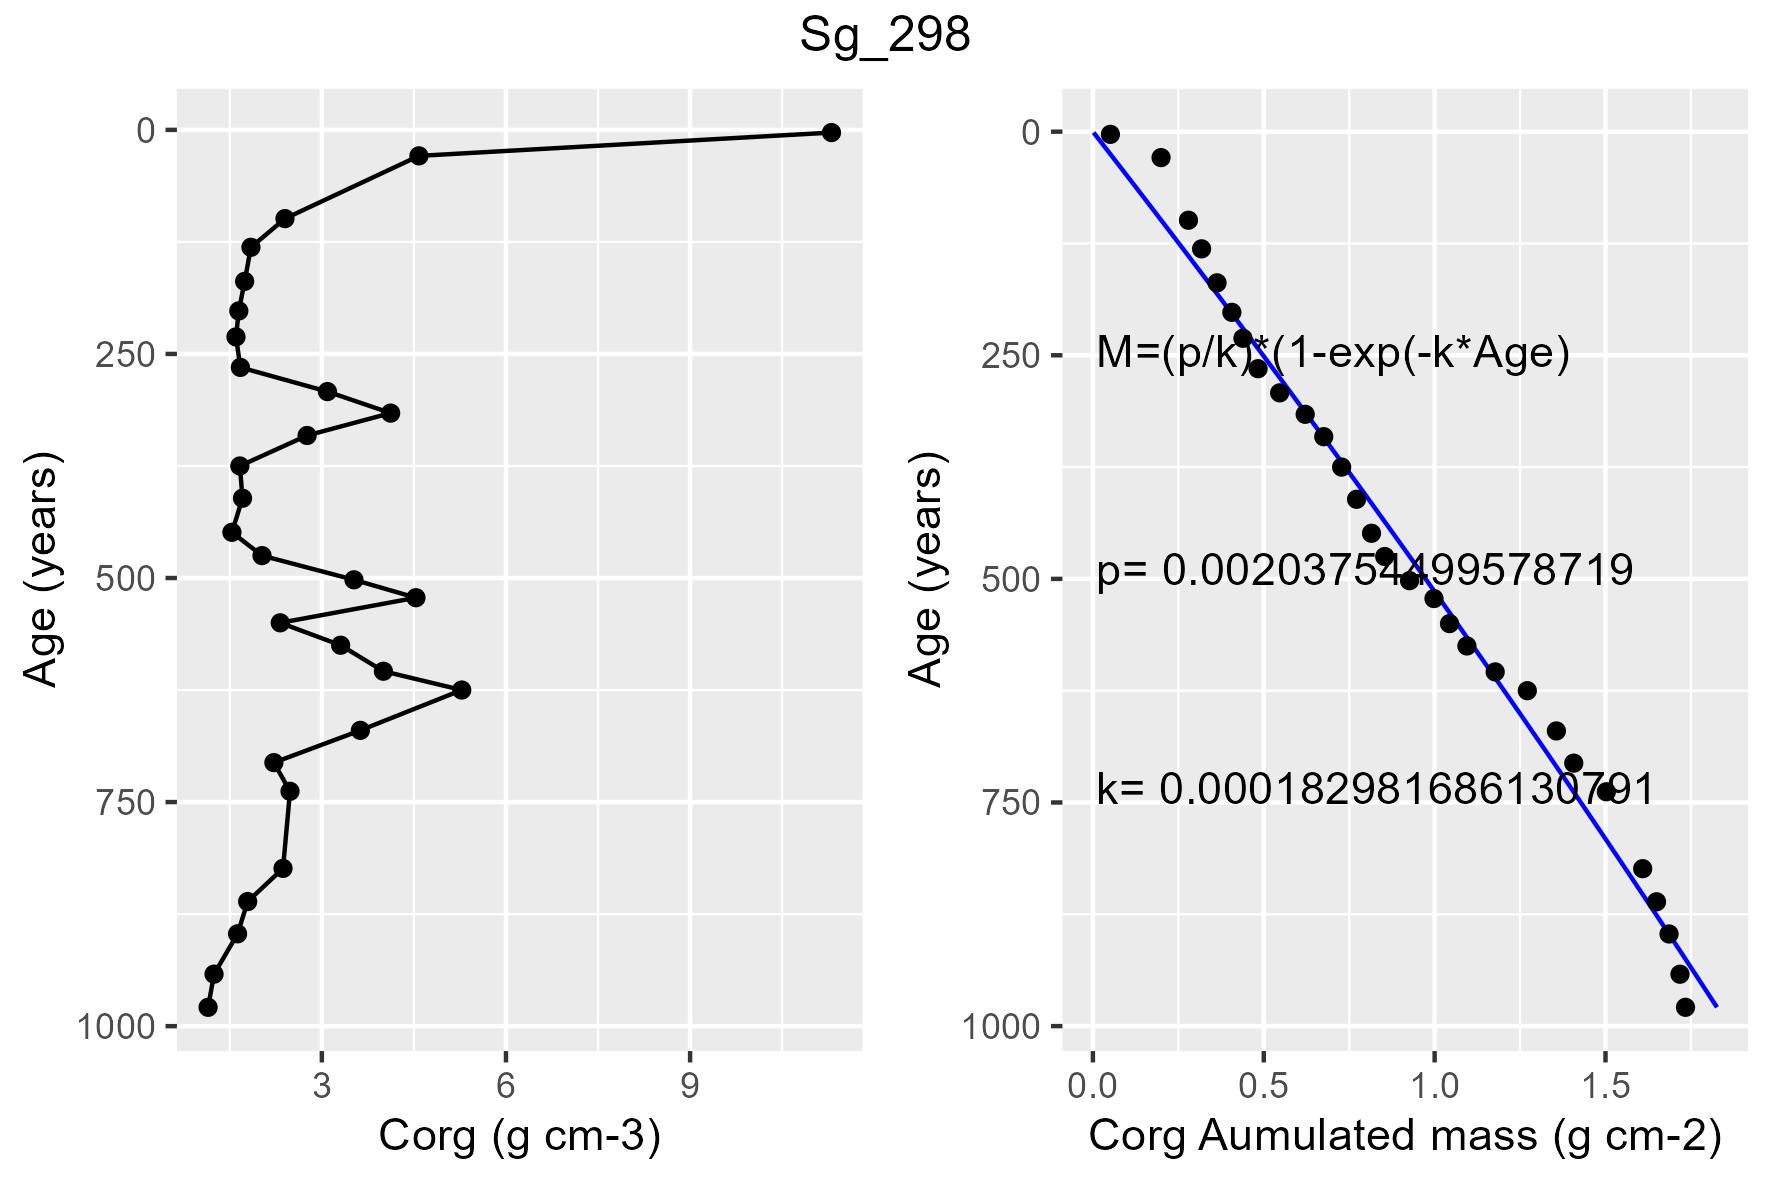 Sg_298
0
250
500
750
1000
Age (years)
3
6
9
Corg (g cm-3)
0
250
500
750
1000
Age (years)
M=(p/k)*(1-exp(-k*Age)
p= 0.00203754499578719
k= 0.000182981686130791
0.0
0.5
1.0
1.5
Corg Aumulated mass (g cm-2)